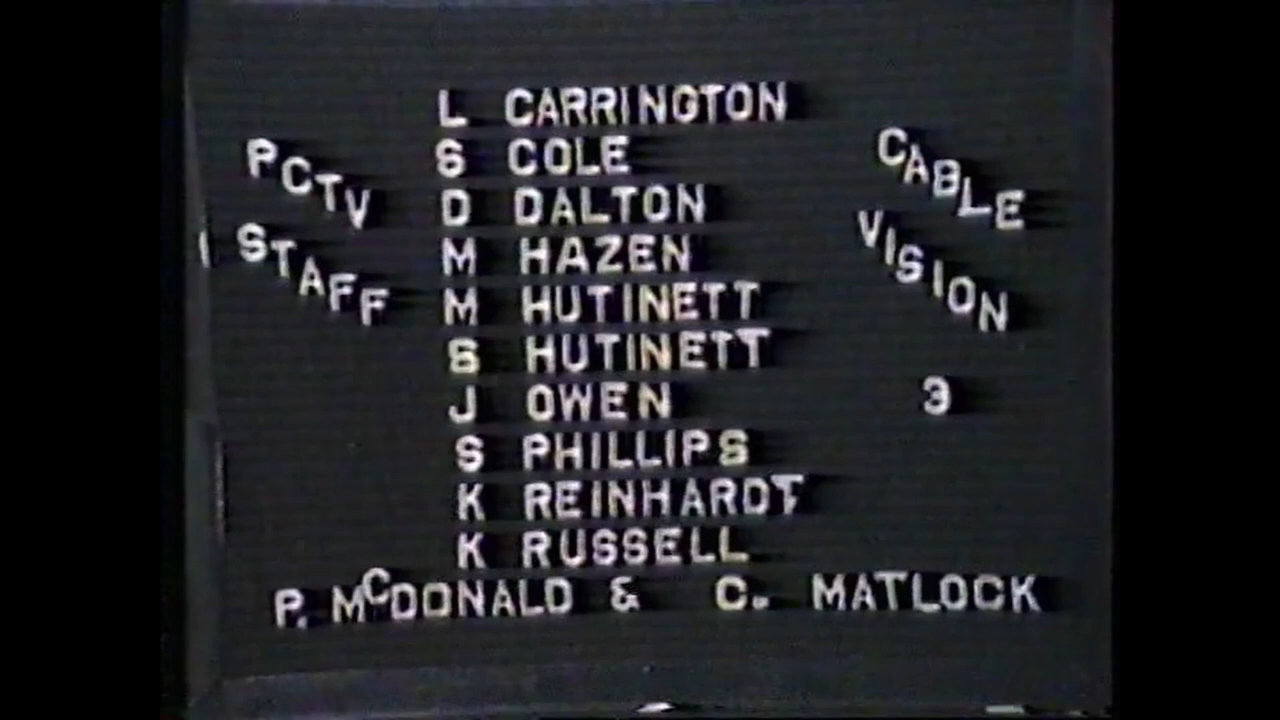 L CARRINGTON
S COLE
D DALTON
M HAZEN
M HUTINETT
S HUTINETT
J OWEN
S PHILLIPS
K REINHARDT
K RUSSELL
P. McDONALD & C. MATLOCK
PCTV
STAFF
CABLE
VISION
3